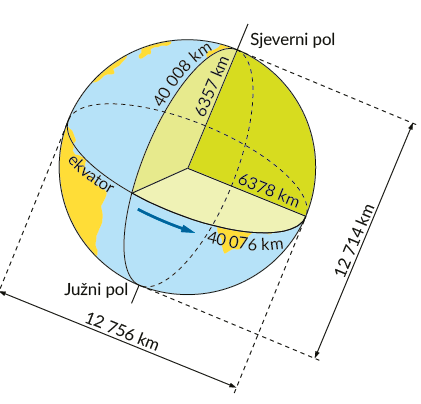 Sjeverni pol
40 008 km
6357 km
ekvator
6378 km
40 076 km
12 714 km
Južni pol
12 756 km